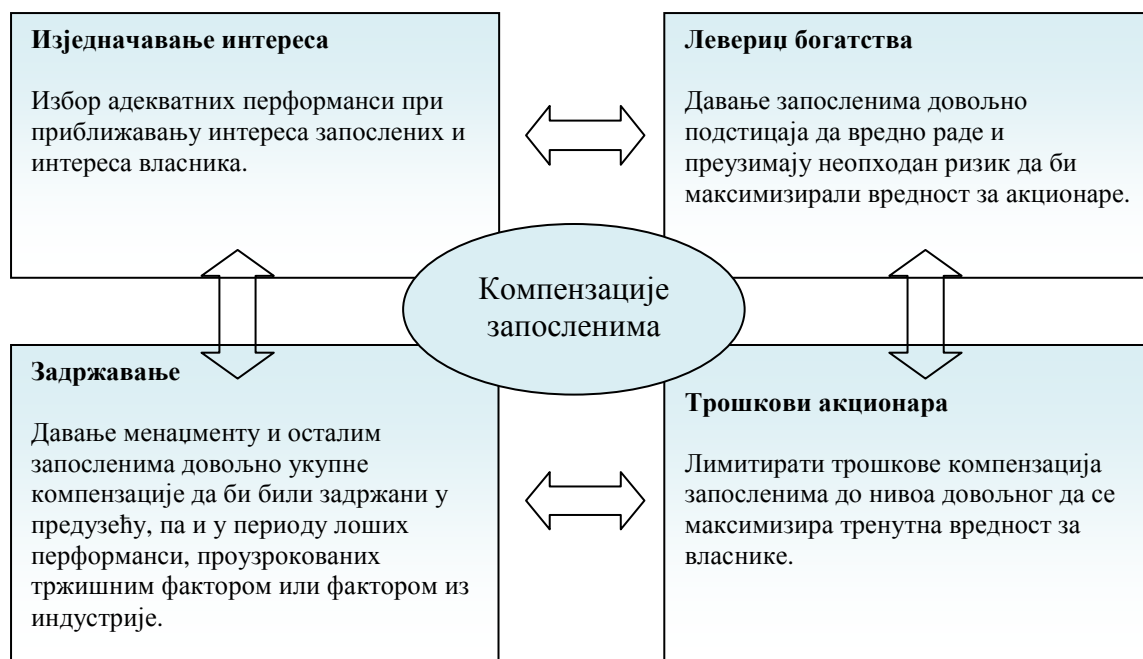 Изједначавање интереса
Избор адекватних перформанси при
приближавању интереса запослених и
интереса власника.
Левериџ богатства
Давање запосленима довољно
подстицаја да вредно раде и
преузимају неопходан ризик да би
максимизирали вредност за акционаре.
Компензације
запосленима
Задржавање
Давање менаџменту и осталим
запосленима довољно укупне
компензације да би били задржани у
предузећу, па и у периоду лоших
перформанси, проузрокованих
тржишним фактором или фактором из
индустрије.
Трошкови акционара
Лимитирати трошкове компензација
запосленима до нивоа довољног да се
максимизира тренутна вредност за
власнике.